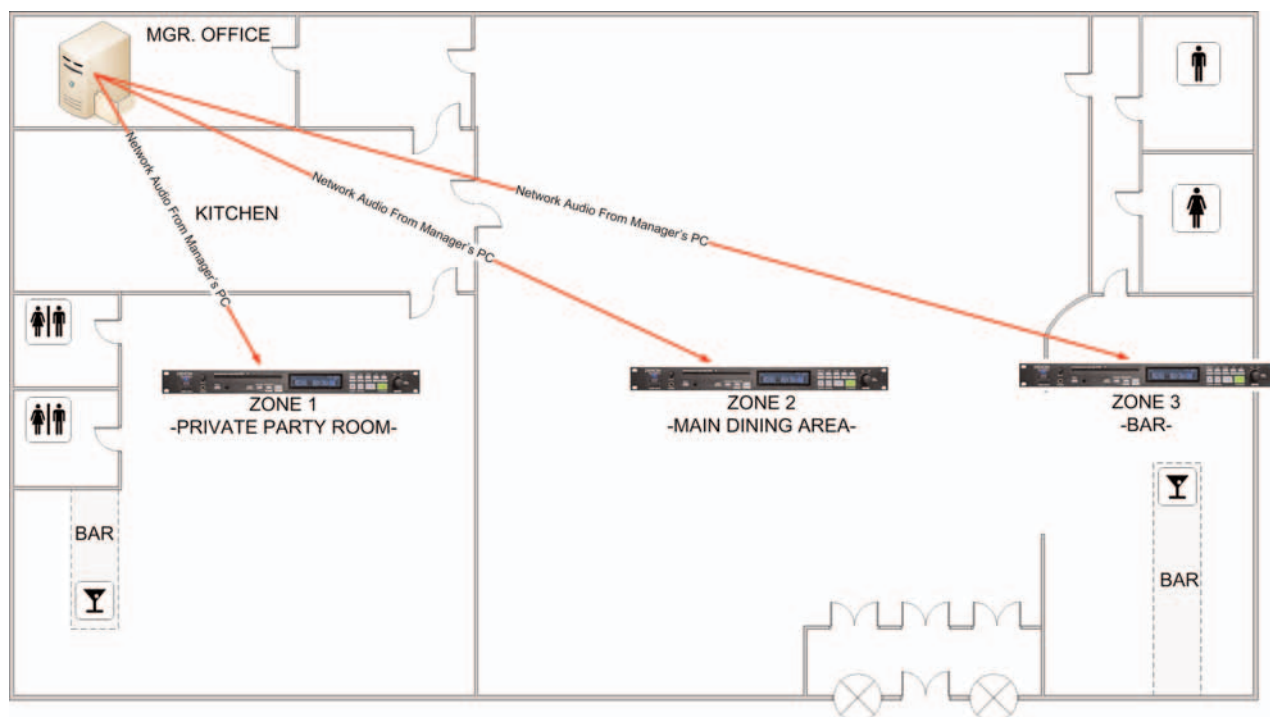 MGR. OFFICE
Network Audio From Manager's PC
Network Audio From Manager's PC
Network Audio From Manager's PC
KITCHEN
ZONE 1
-PRIVATE PARTY ROOM-
ZONE 2
-MAIN DINING AREA-
ZONE 3
-BAR-
BAR
BAR